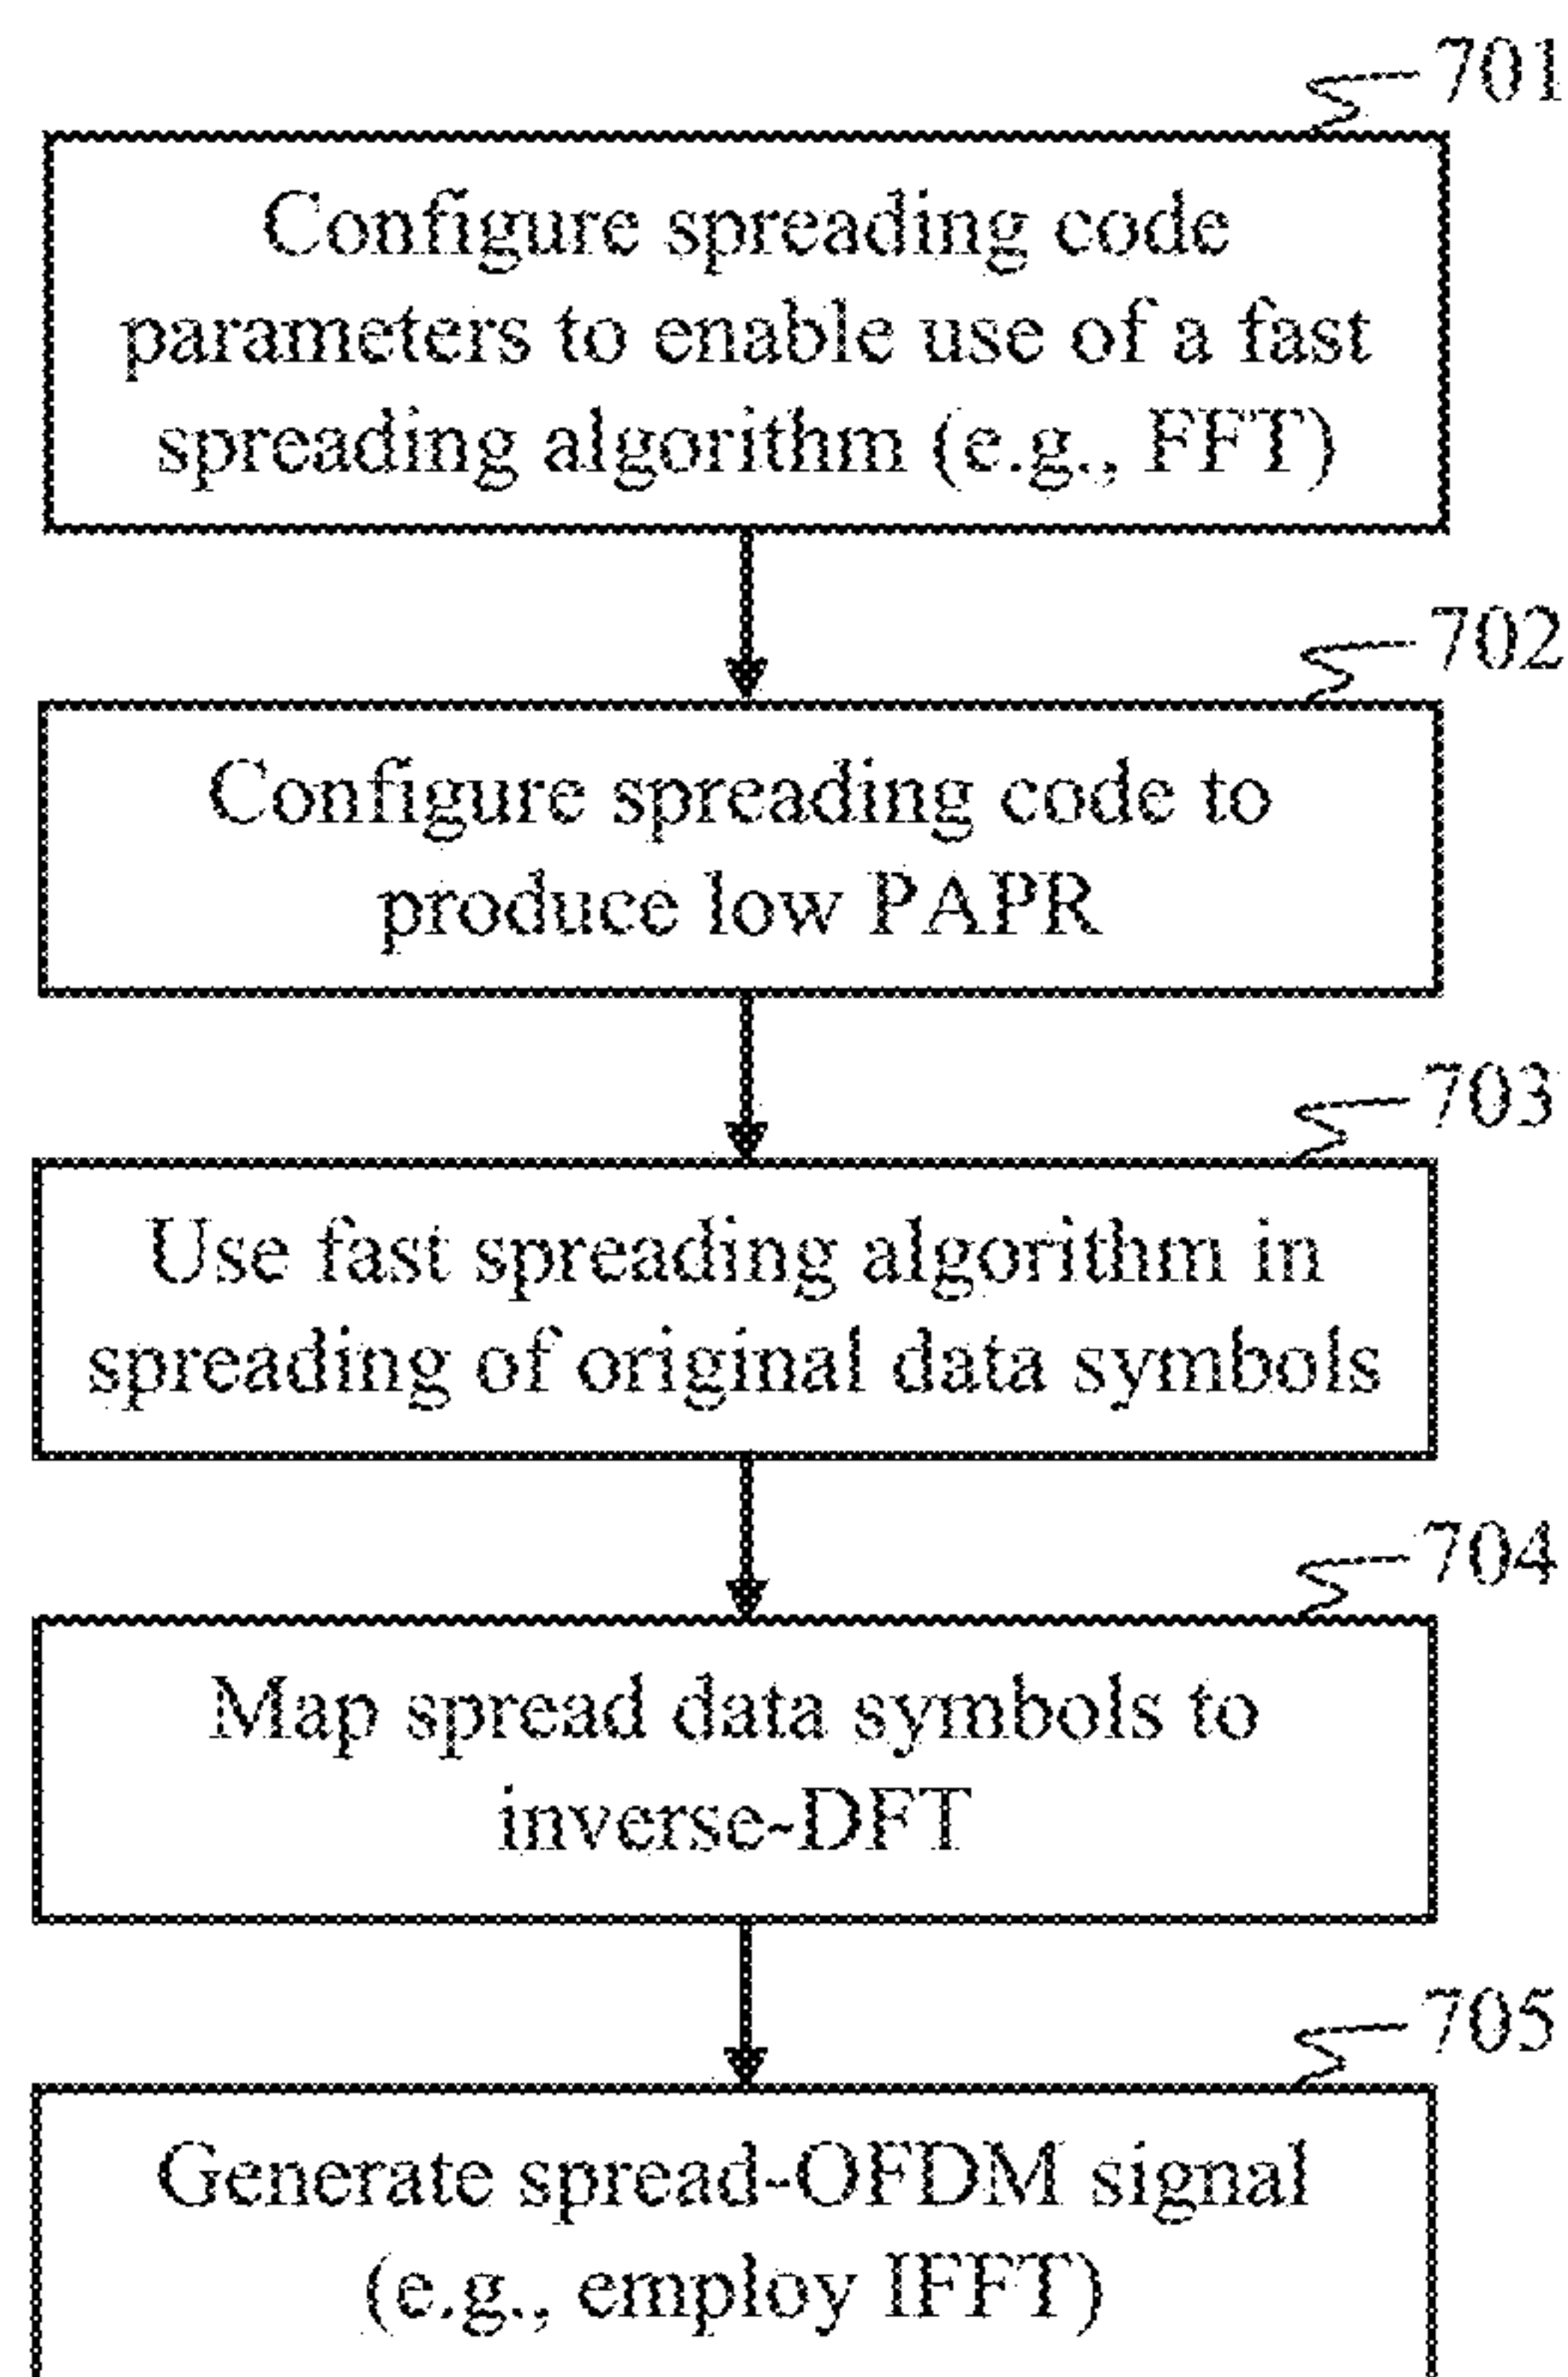 701
Configure spreading code
parameters to enable use of a fast
spreading algorithm (e.g., FFT)
702
Configure spreading code to
produce low PAPR
703
Use fast spreading algorithm in
spreading of original data symbols
704
Map spread data symbols to
inverse-DFT
705
Generate spread-OFDM signal
(e.g., employ IFFT)